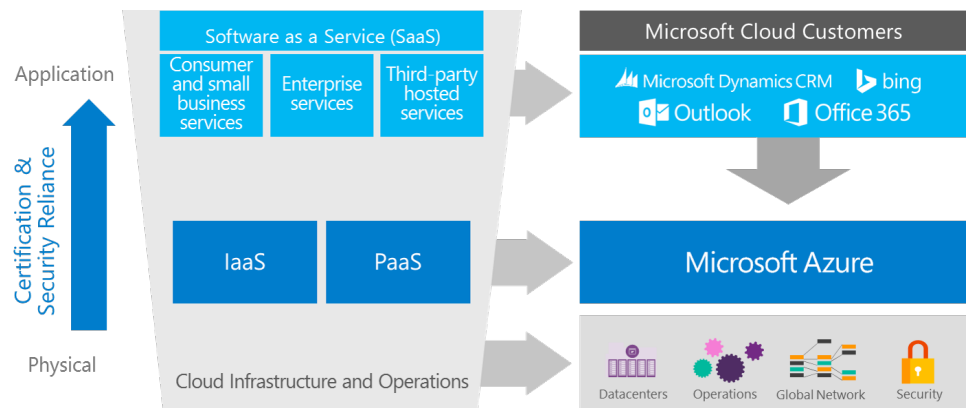 Software as a Service (SaaS)
Microsoft Cloud Customers
Application
Consumer
and small
business
services
Enterprise
services
Third-party
hosted
services
Microsoft Dynamics CRM
bing
Outlook
Office 365
Certification &
Security Reliance
IaaS
PaaS
Microsoft Azure
Physical
Cloud Infrastructure and Operations
Datacenters
Operations
Global Network
Security